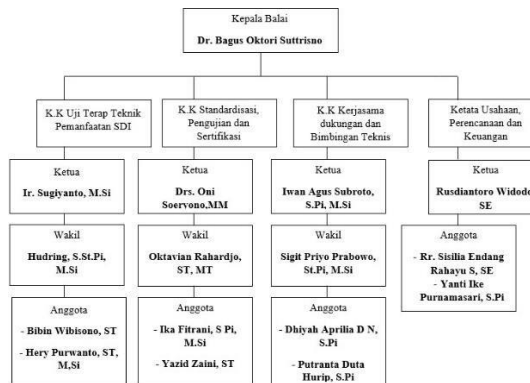 Kepala Balai
Dr. Bagus Oktori Suttrisno
K.K Uji Terap Teknik
Pemanfaatan SDI
K.K Standardisasi,
Pengujian dan
Sertifikasi
K.K Kerjasama
dukungan dan
Bimbingan Teknis
Ketata Usahaan,
Perencanaan dan
Keuangan
Ketua
Ir. Sugiyanto, M.Si
Ketua
Drs. Oni
Soeryono,MM
Ketua
Iwan Agus Subroto,
S.Pi, M.Si
Ketua
Rusdiantoro Widodo
SE
Wakil
Hudring, S.St.Pi,
M.Si
Wakil
Oktavian Rahardjo,
ST, MT
Wakil
Sigit Priyo Prabowo,
St.Pi, M.Si
Anggota
- Rr. Sisilia Endang
Rahayu S, SE
- Yanti Ike
Purnamasari, S.Pi
Anggota
- Bibin Wibisono, ST
- Hery Purwanto, ST,
M,Si
Anggota
- Ika Fitrani, S Pi,
M.Si
- Yazid Zaini, ST
Anggota
- Dhiyah Aprilia D N,
S.Pi
- Putranta Duta
Hurip, S.Pi